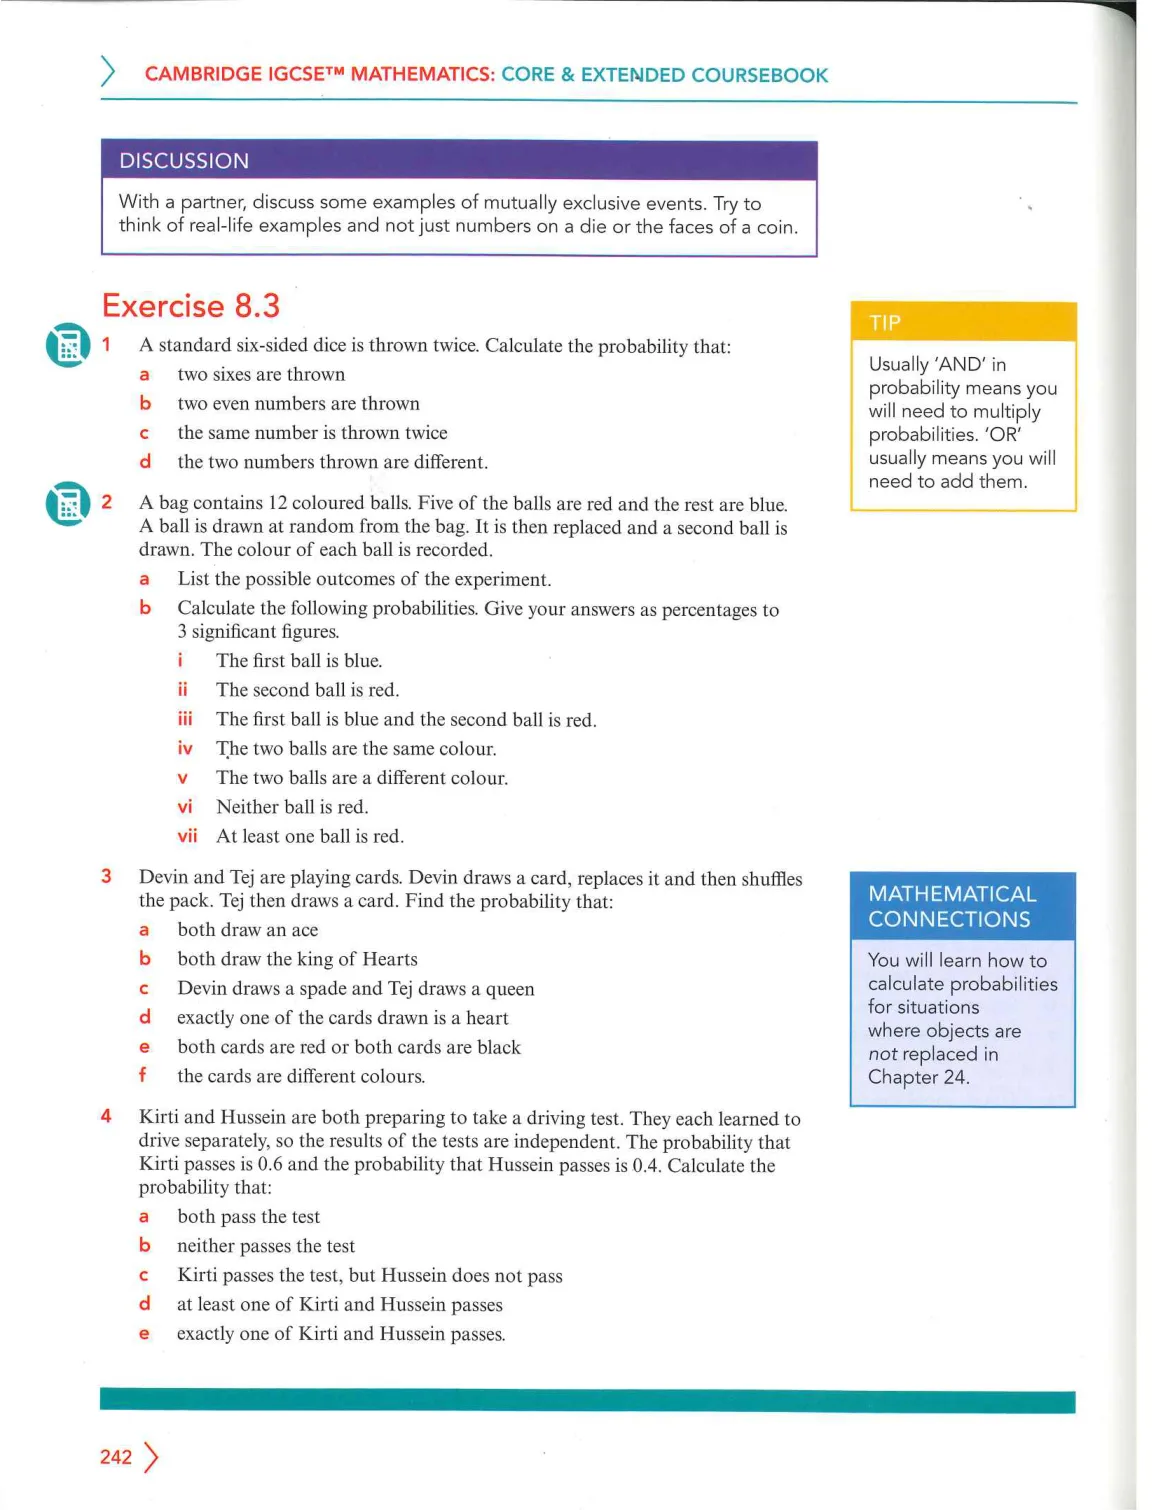 CAMBRIDGE IGCSE™ MATHEMATICS: CORE & EXTENDED COURSEBOOK
DISCUSSION
With a partner, discuss some examples of mutually exclusive events. Try to
think of real-life examples and not just numbers on a die or the faces of a coin.
Exercise 8.3
1 A standard six-sided dice is thrown twice. Calculate the probability that:
a two sixes are thrown
b two even numbers are thrown
c the same number is thrown twice
d the two numbers thrown are different.
2 A bag contains 12 coloured balls. Five of the balls are red and the rest are blue.
A ball is drawn at random from the bag. It is then replaced and a second ball is
drawn. The colour of each ball is recorded.
a List the possible outcomes of the experiment.
b Calculate the following probabilities. Give your answers as percentages to
3 significant figures.
i The first ball is blue.
ii The second ball is red.
iii The first ball is blue and the second ball is red.
iv The two balls are the same colour.
v The two balls are a different colour.
vi Neither ball is red.
vii At least one ball is red.
3 Devin and Tej are playing cards. Devin draws a card, replaces it and then shuffles
the pack. Tej then draws a card. Find the probability that:
a both draw an ace
b both draw the king of Hearts
c Devin draws a spade and Tej draws a queen
d exactly one of the cards drawn is a heart
e both cards are red or both cards are black
f the cards are different colours.
4 Kirti and Hussein are both preparing to take a driving test. They each learned to
drive separately, so the results of the tests are independent. The probability that
Kirti passes is 0.6 and the probability that Hussein passes is 0.4. Calculate the
probability that:
a both pass the test
b neither passes the test
c Kirti passes the test, but Hussein does not pass
d at least one of Kirti and Hussein passes
e exactly one of Kirti and Hussein passes.
TIP
Usually 'AND' in
probability means you
will need to multiply
probabilities. 'OR'
usually means you will
need to add them.
MATHEMATICAL
CONNECTIONS
You will learn how to
calculate probabilities
for situations
where objects are
not replaced in
Chapter 24.
242